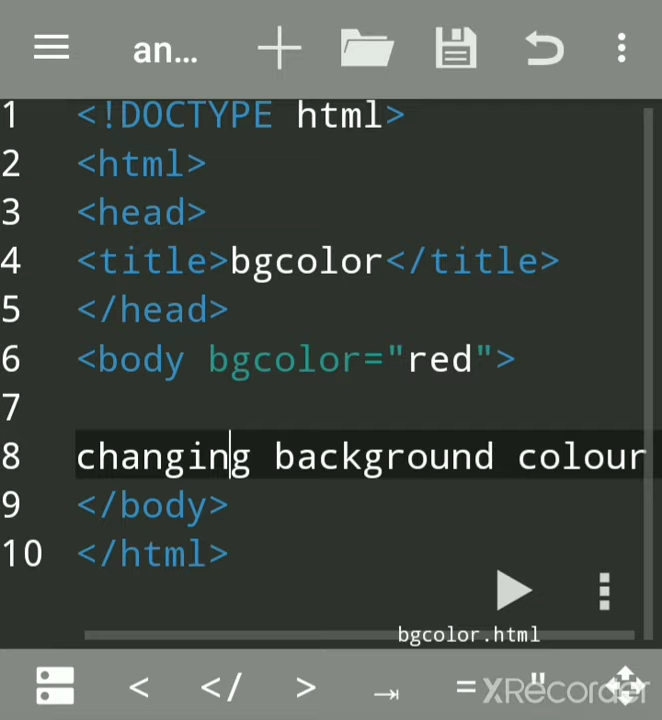 an...
1 <!DOCTYPE html>
2 <html>
3 <head>
4 <title>bgcolor</title>
5 </head>
6 <body bgcolor="red">
7
8 changing background colour
9 </body>
10 </html>
bgcolor.html
< </ > →| = "
XRecorder